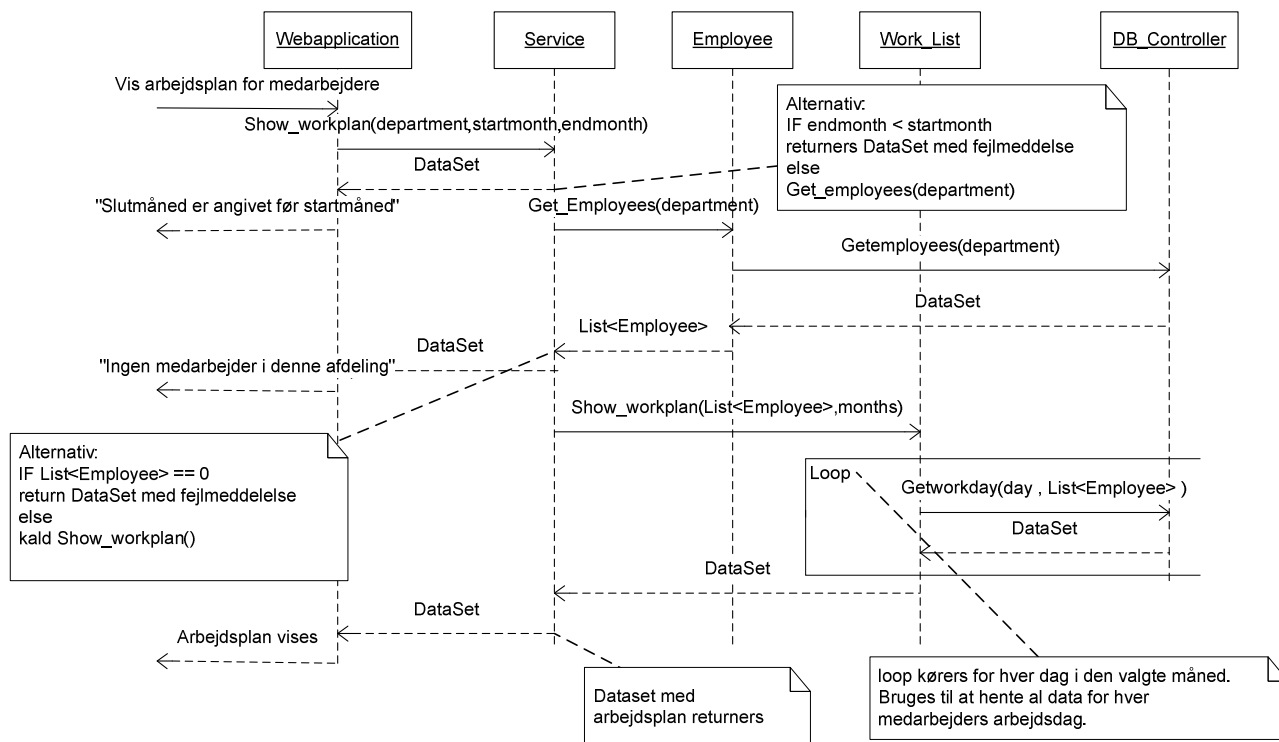 Webapplication
Service
Employee
Work_List
DB_Controller
Vis arbejdsplan for medarbejdere
Show_workplan(department,startmonth,endmonth)
DataSet
Alternativ:
IF endmonth < startmonth
returners DataSet med fejlmeddelse
else
Get_employees(department)
"Slutmåned er angivet før startmåned"
Get_Employees(department)
Getemployees(department)
DataSet
List<Employee>
DataSet
"Ingen medarbejder i denne afdeling"
Show_workplan(List<Employee>,months)
Alternativ:
IF List<Employee> == 0
return DataSet med fejlmeddelelse
else
kald Show_workplan()
Loop
Getworkday(day , List<Employee> )
DataSet
DataSet
DataSet
Arbejdsplan vises
Dataset med
arbejdsplan returners
loop kørers for hver dag i den valgte måned.
Bruges til at hente al data for hver
medarbejders arbejdsdag.